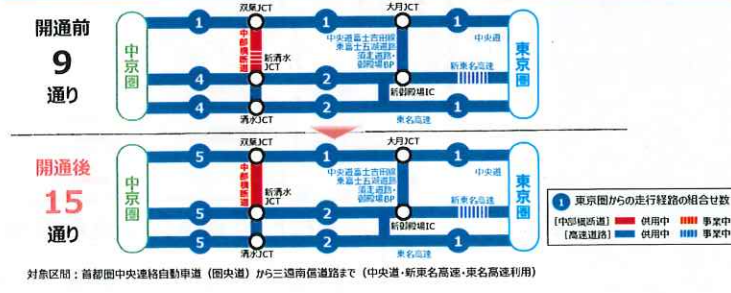 開通前
9
通り
中京圏
双葉JCT
大月JCT
1
1
1
中部横断道
新清水
JCT
中央道富士吉田線
東富士五湖道路
須走道路・
御殿場BP
中央道
新東名高速
4
2
新御殿場IC
4
2
1
清水JCT
東名高速
東京圏
開通後
15
通り
中京圏
双葉JCT
大月JCT
5
1
1
中部横断道
新清水
JCT
中央道富士吉田線
東富士五湖道路
須走道路・
御殿場BP
中央道
新東名高速
5
2
新御殿場IC
5
2
1
清水JCT
東名高速
東京圏
1 東京圏からの走行経路の組合せ数
[中部横断道] 供用中 事業中
[高速道路] 供用中 事業中
対象区間:首都圏中央連絡自動車道(圏央道)から三遠南信道路まで(中央道・新東名高速・東名高速利用)